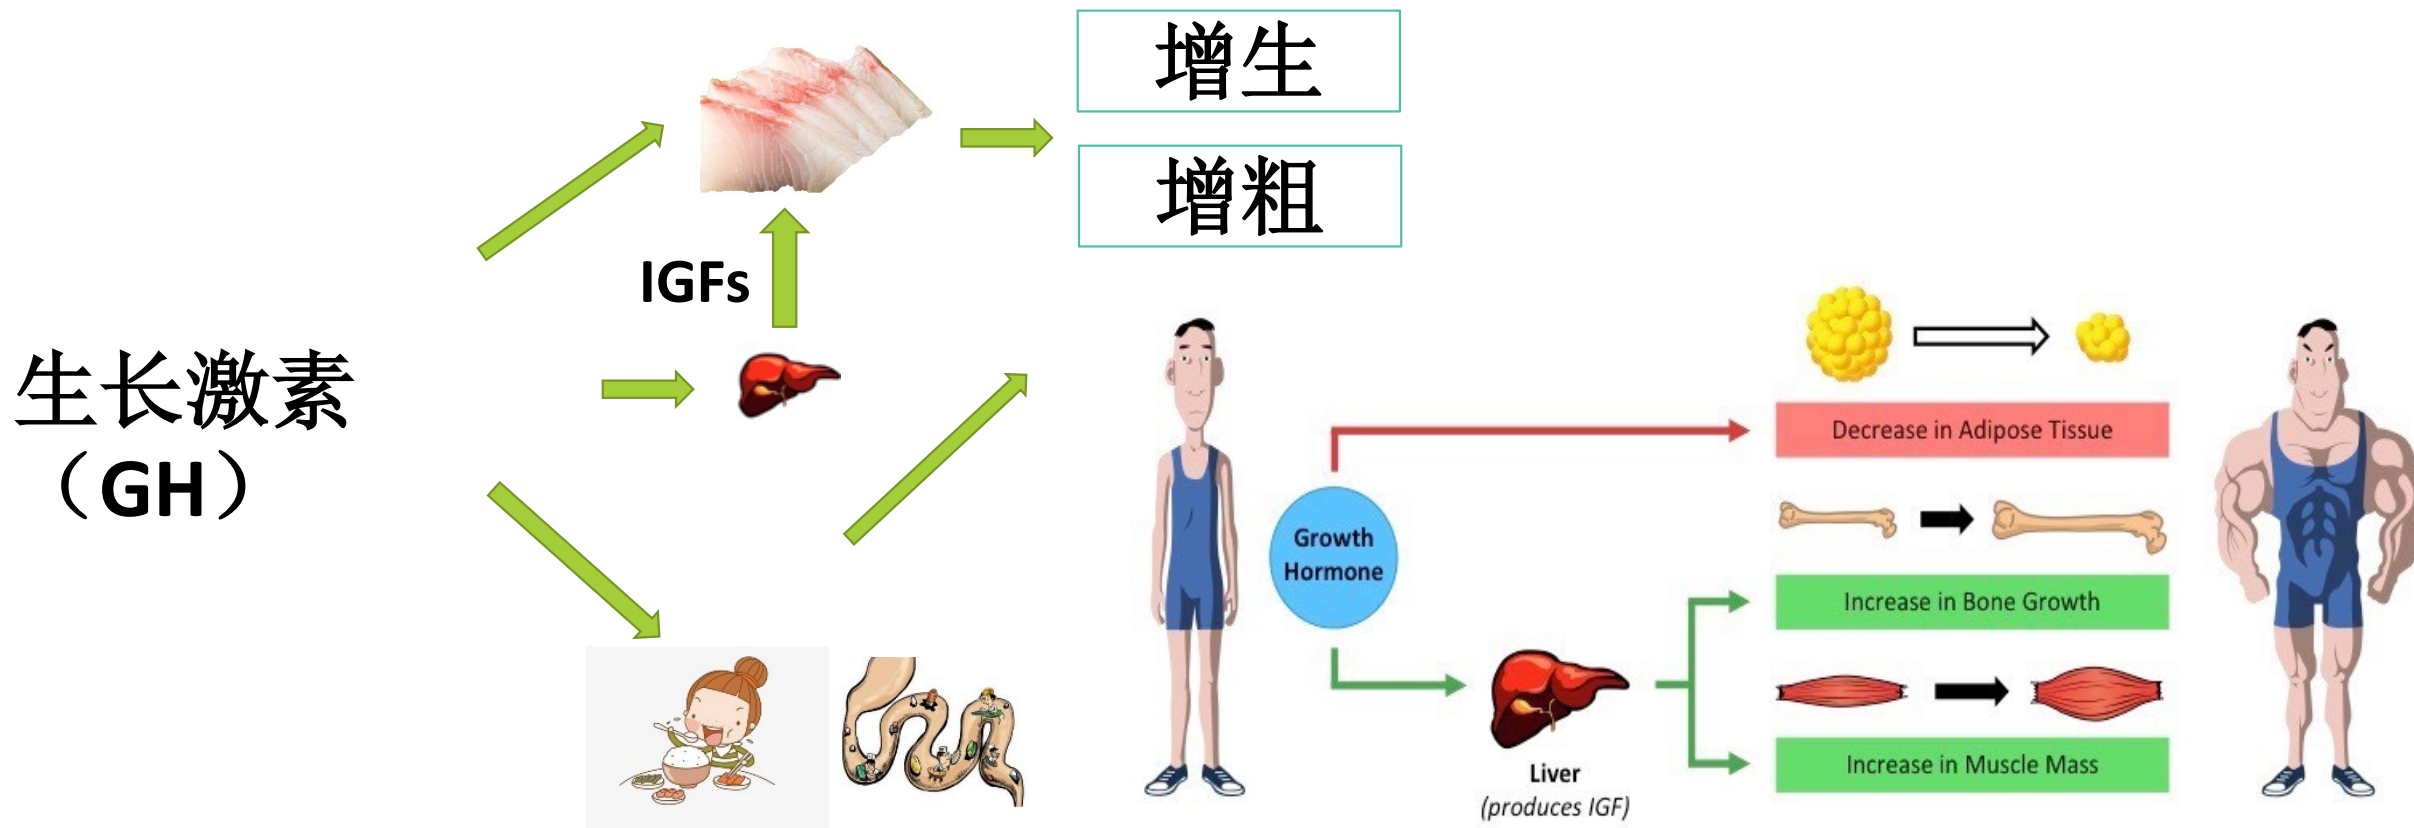 增生
增粗
IGFs
生长激素
（GH）
Decrease in Adipose Tissue
Growth
Hormone
Increase in Bone Growth
Increase in Muscle Mass
Liver
(produces IGF)